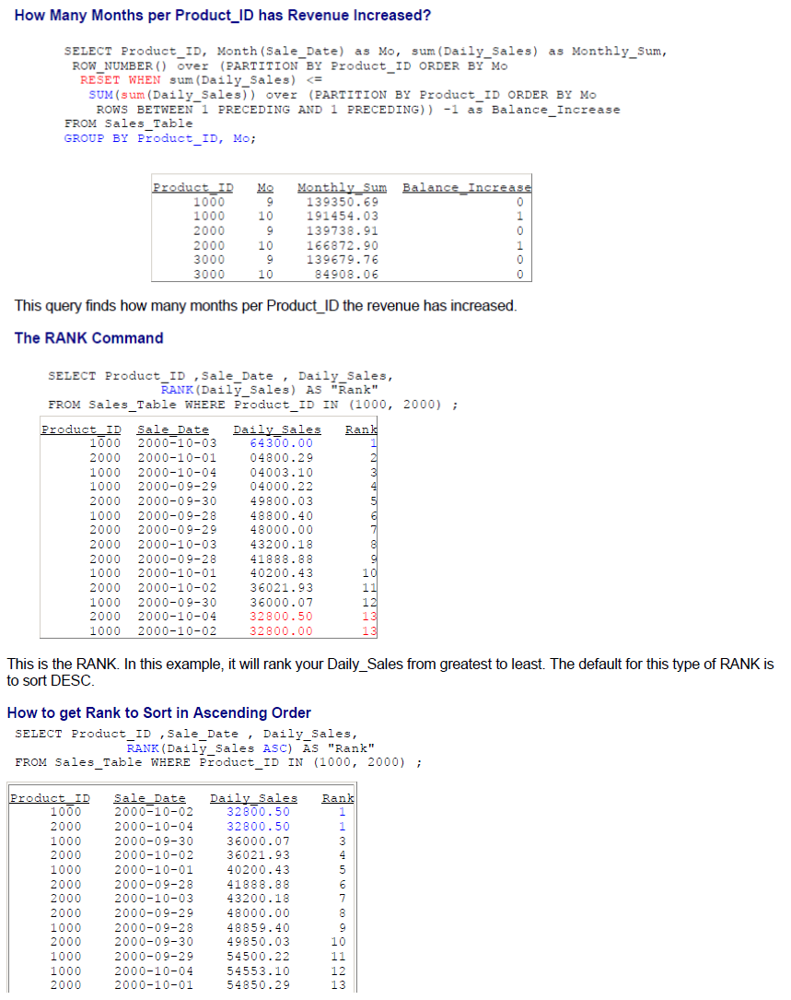 How Many Months per Product_ID has Revenue Increased?
SELECT Product_ID, Month(Sale_Date) as Mo, sum(Daily_Sales) as Monthly_Sum,
ROW_NUMBER() over (PARTITION BY Product_ID ORDER BY Mo
RESET WHEN sum(Daily_Sales) <=
SUM(sum(Daily_Sales)) over (PARTITION BY Product_ID ORDER BY Mo
ROWS BETWEEN 1 PRECEDING AND 1 PRECEDING)) -1 as Balance_Increase
FROM Sales_Table
GROUP BY Product_ID, Mo;
Product_ID Mo Monthly_Sum Balance_Increase
1000 9 139350.69 0
1000 10 191454.03 1
2000 9 139738.91 0
2000 10 166872.90 1
3000 9 139679.76 0
3000 10 84908.06 0
This query finds how many months per Product_ID the revenue has increased.
The RANK Command
SELECT Product_ID ,Sale_Date , Daily_Sales,
RANK(Daily_Sales) AS "Rank"
FROM Sales_Table WHERE Product_ID IN (1000, 2000) ;
Product_ID Sale_Date Daily_Sales Rank
1000 2000-10-03 64300.00 1
2000 2000-10-01 04800.29 2
1000 2000-10-04 04003.10 3
1000 2000-09-29 04000.22 4
2000 2000-09-30 49800.03 5
1000 2000-09-28 48800.40 6
2000 2000-09-29 48000.00 7
2000 2000-10-03 43200.18 8
2000 2000-09-28 41888.88 9
1000 2000-10-01 40200.43 10
2000 2000-10-02 36021.93 11
1000 2000-09-30 36000.07 12
2000 2000-10-04 32800.50 13
1000 2000-10-02 32800.00 13
This is the RANK. In this example, it will rank your Daily_Sales from greatest to least. The default for this type of RANK is
to sort DESC.
How to get Rank to Sort in Ascending Order
SELECT Product_ID ,Sale_Date , Daily_Sales,
RANK(Daily_Sales ASC) AS "Rank"
FROM Sales_Table WHERE Product_ID IN (1000, 2000) ;
Product_ID Sale_Date Daily_Sales Rank
1000 2000-10-02 32800.50 1
2000 2000-10-04 32800.50 1
1000 2000-09-30 36000.07 3
2000 2000-10-02 36021.93 4
1000 2000-10-01 40200.43 5
2000 2000-09-28 41888.88 6
2000 2000-10-03 43200.18 7
2000 2000-09-29 48000.00 8
1000 2000-09-28 48859.40 9
2000 2000-09-30 49850.03 10
1000 2000-09-29 54500.22 11
1000 2000-10-04 54553.10 12
2000 2000-10-01 54850.29 13